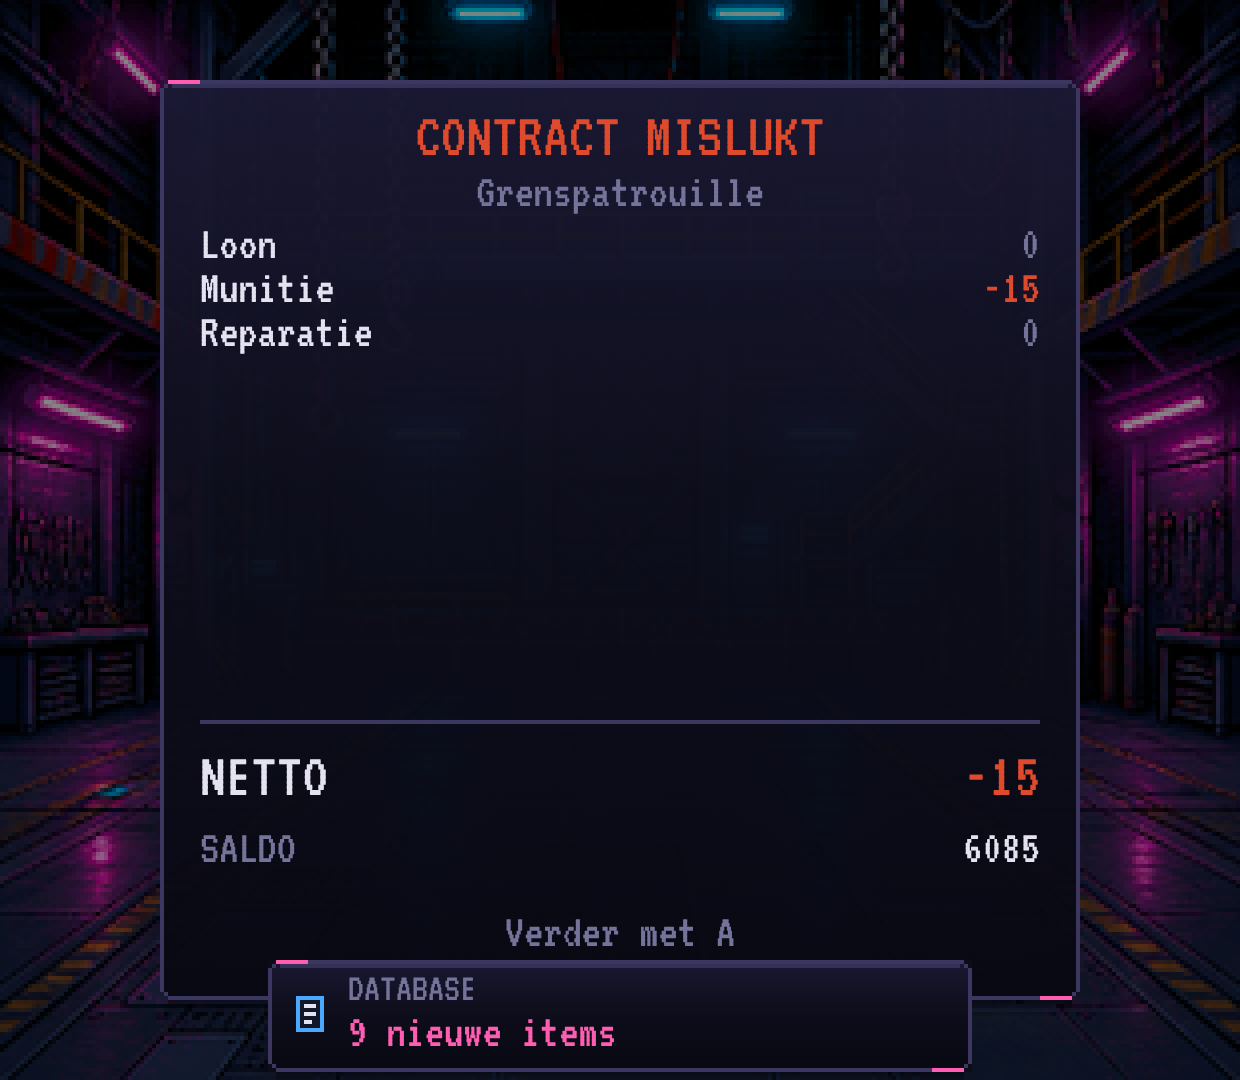 CONTRACT MISLUKT
Grenspatrouille
Loon 0
Munitie -15
Reparatie 0
NETTO -15
SALDO 6085
Verder met A
DATABASE
9 nieuwe items